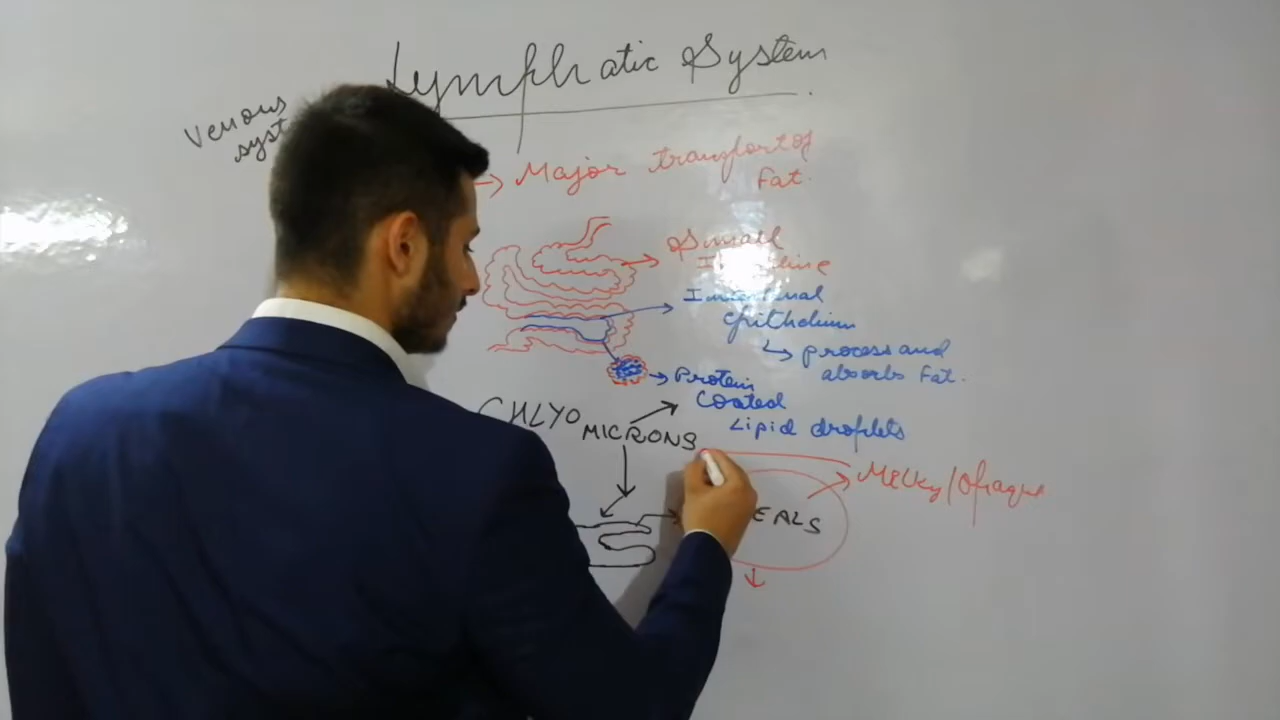 Lymphatic System
Venous
syst
→ Major transport of
Fat.
→ Small
→ Intestinal
Epithelium
↳ process and
absorbs Fat.
→ Protein
Coated
Lipid droplets
CHLYO
MICRONS
Milky/Opaque
EALS